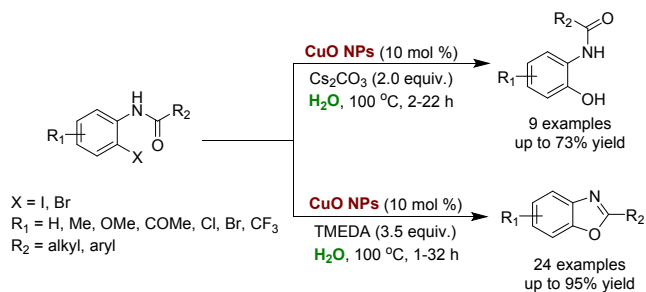 R₂
O
NH
R₁
OH
9 examples
up to 73% yield
CuO NPs (10 mol %)
Cs₂CO₃ (2.0 equiv.)
H₂O, 100 °C, 2-22 h
H
N
R₂
R₁
O
X
X = I, Br
R₁ = H, Me, OMe, COMe, Cl, Br, CF₃
R₂ = alkyl, aryl
CuO NPs (10 mol %)
TMEDA (3.5 equiv.)
H₂O, 100 °C, 1-32 h
R₁
N
R₂
O
24 examples
up to 95% yield